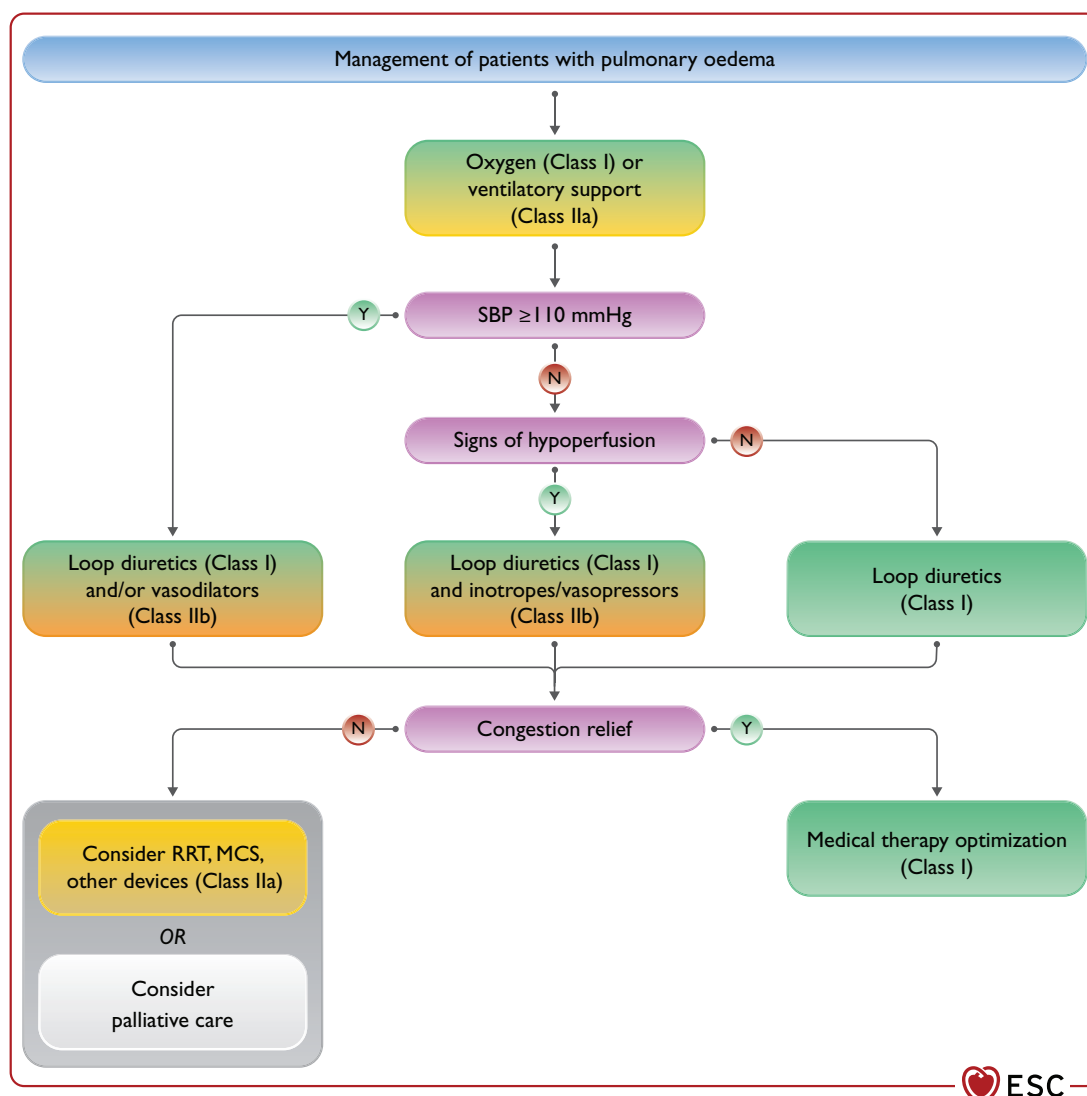 Management of patients with pulmonary oedema
Oxygen (Class I) or
ventilatory support
(Class IIa)
SBP ≥110 mmHg
Y
N
Signs of hypoperfusion
N
Y
Loop diuretics (Class I)
and/or vasodilators
(Class IIb)
Loop diuretics (Class I)
and inotropes/vasopressors
(Class IIb)
Loop diuretics
(Class I)
N
Congestion relief
Y
Consider RRT, MCS,
other devices (Class IIa)
OR
Consider
palliative care
Medical therapy optimization
(Class I)
ESC